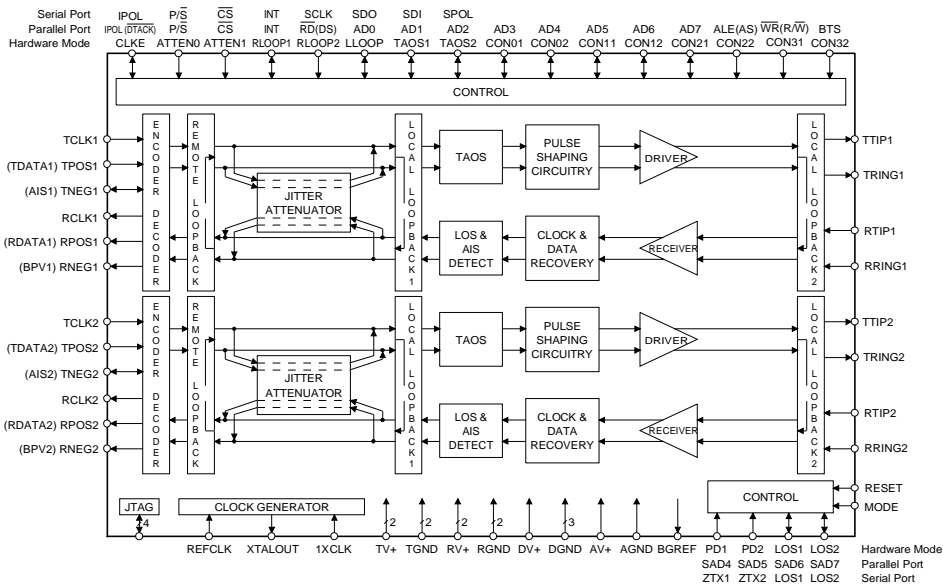 Serial Port IPOL P/S CS INT SCLK SDO SDI SPOL
Parallel Port IPOL (DTACK) P/S CS INT RD(DS) AD0 AD1 AD2 AD3 AD4 AD5 AD6 AD7 ALE(AS) WR(R/W) BTS
Hardware Mode CLKE ATTEN0 ATTEN1 RLOOP1 RLOOP2 LLOOP TAOS1 TAOS2 CON01 CON02 CON11 CON12 CON21 CON22 CON31 CON32
CONTROL
TCLK1
(TDATA1) TPOS1
(AIS1) TNEG1
RCLK1
(RDATA1) RPOS1
(BPV1) RNEG1
ENCODER DECODER
REMOTE LOOPBACK
JITTER
ATTENUATOR
LOCAL LOOPBACK 1
TAOS
PULSE
SHAPING
CIRCUITRY
DRIVER
LOS &
AIS
DETECT
CLOCK &
DATA
RECOVERY
RECEIVER
LOCAL LOOPBACK 2
TTIP1
TRING1
RTIP1
RRING1
TCLK2
(TDATA2) TPOS2
(AIS2) TNEG2
RCLK2
(RDATA2) RPOS2
(BPV2) RNEG2
ENCODER DECODER
REMOTE LOOPBACK
JITTER
ATTENUATOR
LOCAL LOOPBACK 1
TAOS
PULSE
SHAPING
CIRCUITRY
DRIVER
LOS &
AIS
DETECT
CLOCK &
DATA
RECOVERY
RECEIVER
LOCAL LOOPBACK 2
TTIP2
TRING2
RTIP2
RRING2
JTAG
4
CLOCK GENERATOR
CONTROL
RESET
MODE
2 2 2 2 3
REFCLK XTALOUT 1XCLK TV+ TGND RV+ RGND DV+ DGND AV+ AGND BGREF PD1 PD2 LOS1 LOS2 Hardware Mode
SAD4 SAD5 SAD6 SAD7 Parallel Port
ZTX1 ZTX2 LOS1 LOS2 Serial Port